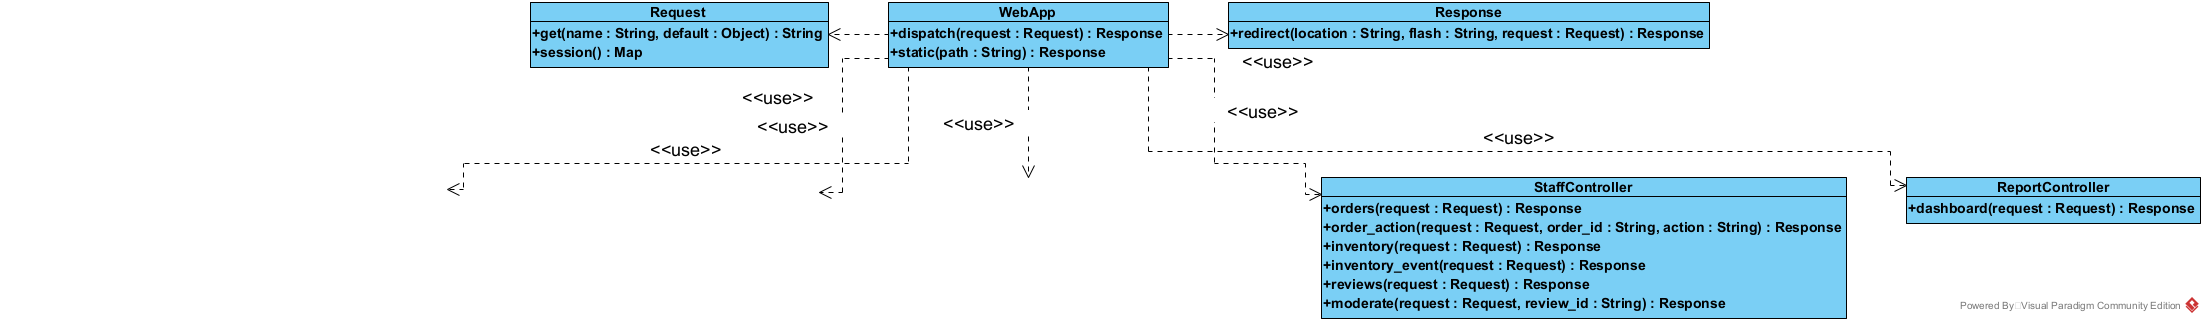 Request
+get(name : String, default : Object) : String
+session() : Map
WebApp
+dispatch(request : Request) : Response
+static(path : String) : Response
Response
+redirect(location : String, flash : String, request : Request) : Response
<<use>>
<<use>>
<<use>>
<<use>>
<<use>>
<<use>>
<<use>>
StaffController
+orders(request : Request) : Response
+order_action(request : Request, order_id : String, action : String) : Response
+inventory(request : Request) : Response
+inventory_event(request : Request) : Response
+reviews(request : Request) : Response
+moderate(request : Request, review_id : String) : Response
ReportController
+dashboard(request : Request) : Response
Powered By Visual Paradigm Community Edition